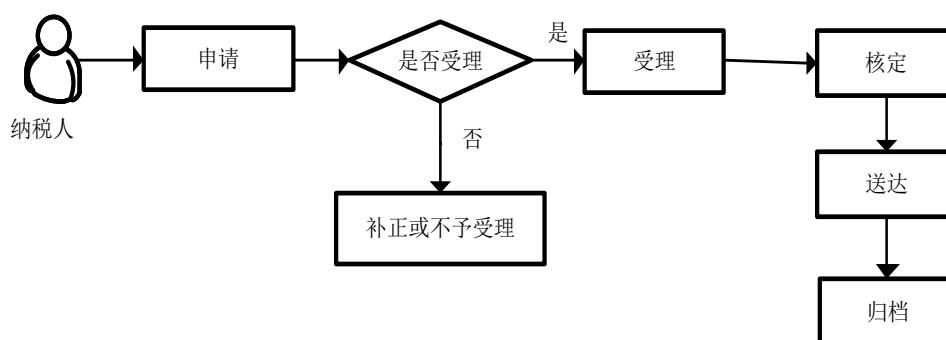 纳税人
申请
是否受理
是
受理
核定
否
补正或不予受理
送达
归档